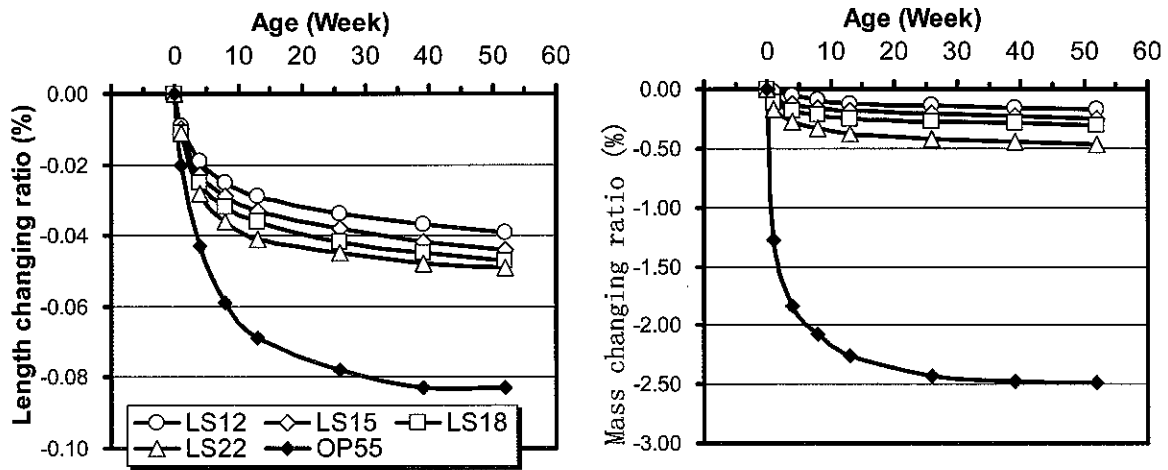 Age (Week)
0 10 20 30 40 50 60
0.00
-0.02
-0.04
-0.06
-0.08
-0.10
Length changing ratio (%)
LS12 LS15 LS18
LS22 OP55
Age (Week)
0 10 20 30 40 50 60
0.00
-0.50
-1.00
-1.50
-2.00
-2.50
-3.00
Mass changing ratio (%)